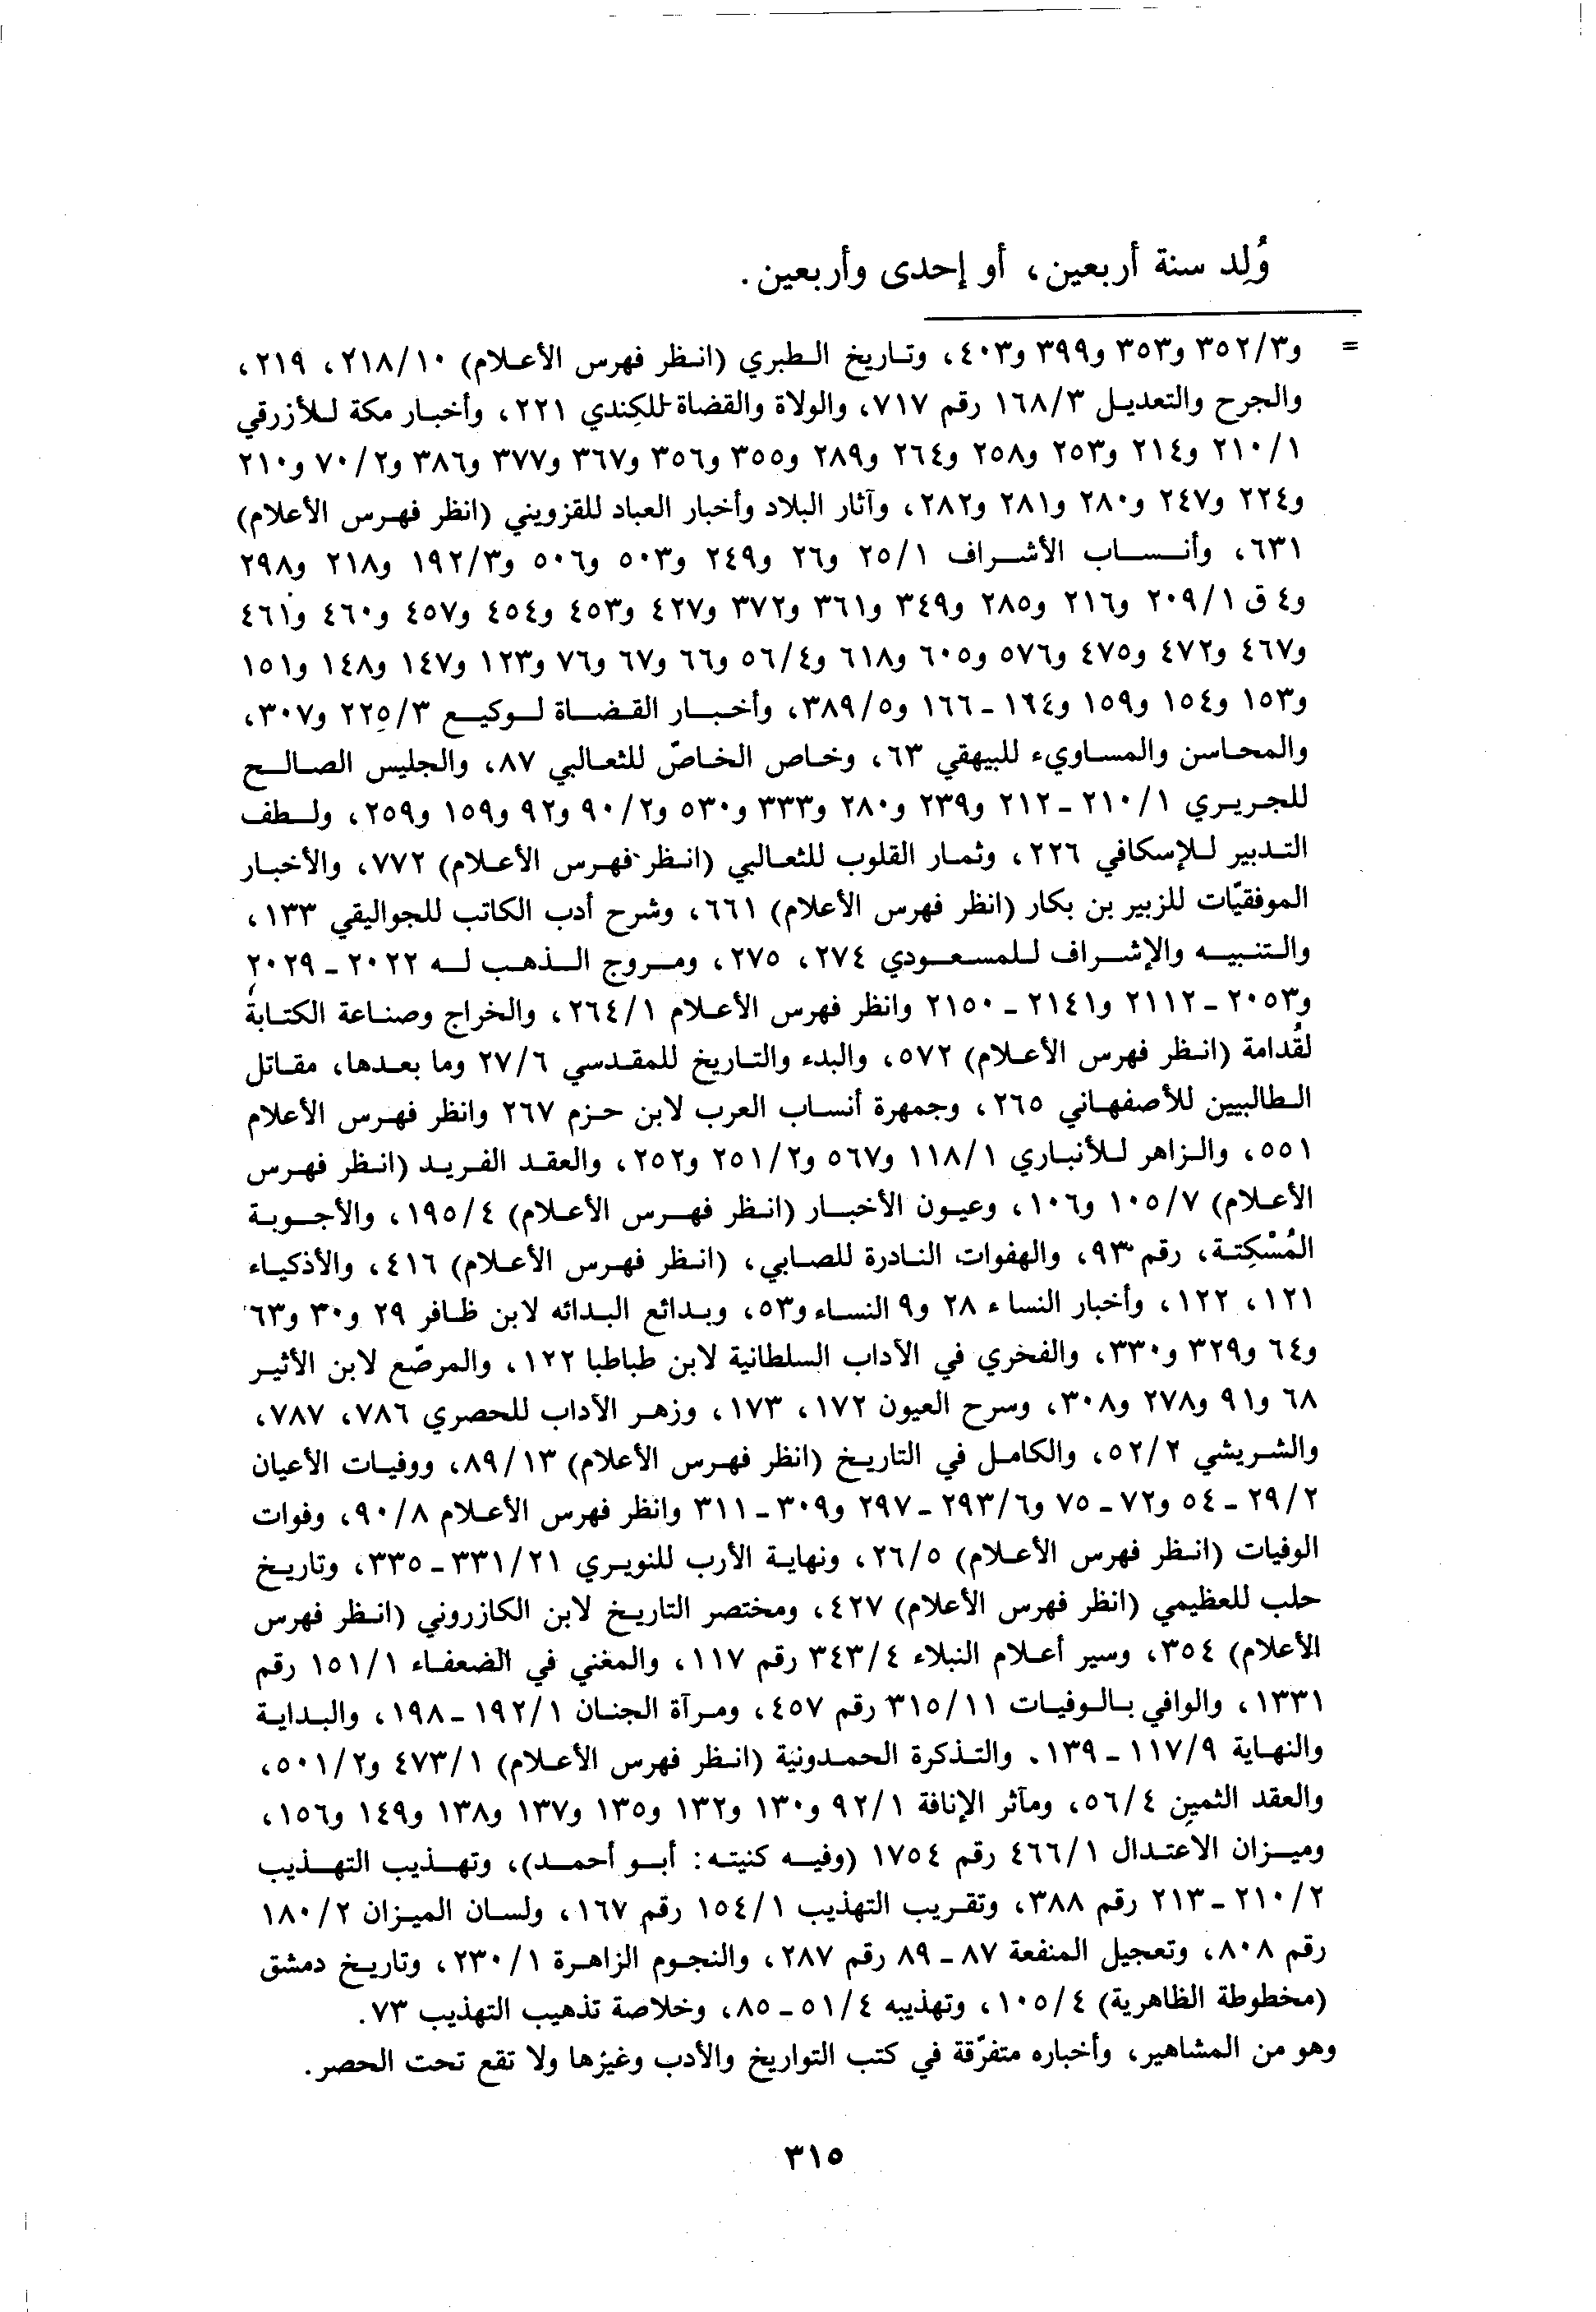 وُلِد سنة أربعين، أو إحدى وأربعين.
= و٣٥٢/٣ و٣٥٣ و٣٩٩ و٤٠٣، وتاريخ الطبري (انظر فهرس الأعلام) ٢١٨/١٠، ٢١٩،
والجرح والتعديل ١٦٨/٣ رقم ٧١٧، والولاة والقضاة للكِندي ٢٢١، وأخبار مكة للأزرقي
٢١٠/١ و٢١٤ و٢٥٣ و٢٥٨ و٢٦٤ و٢٨٩ و٣٥٥ و٣٥٦ و٣٦٧ و٣٧٧ و٣٨٦ و٧٠/٢ و٢١٠
و٢٢٤ و٢٤٧ و٢٨٠ و٢٨١ و٢٨٢، وآثار البلاد وأخبار العباد للقزويني (انظر فهرس الأعلام)
٦٣١، وأنساب الأشراف ٢٥/١ و٢٦ و٢٤٩ و٥٠٣ و٥٠٦ و١٩٢/٣ و٢١٨ و٢٩٨
و٤ ق ٢٠٩/١ و٢١٦ و٢٨٥ و٣٤٩ و٣٦١ و٣٧٢ و٤٢٧ و٤٥٣ و٤٥٤ و٤٥٧ و٤٦٠ و٤٦١
و٤٦٧ و٤٧٢ و٤٧٥ و٥٧٦ و٦٠٥ و٦١٨ و٥٦/٤ و٦٦ و٦٧ و٧٦ و١٢٣ و١٤٧ و١٤٨ و١٥١
و١٥٣ و١٥٤ و١٥٩ و١٦٤ - ١٦٦ و٣٨٩/٥، وأخبار القضاة لوكيع ٢٢٥/٣ و٣٠٧،
والمحاسن والمساويء للبيهقي ٦٣، وخاص الخاصّ للثعالبي ٨٧، والجليس الصالح
للجريري ٢١٠/١ - ٢١٢ و٢٣٩ و٢٨٠ و٣٣٣ و٥٣٠ و٩٠/٢ و٩٢ و١٥٩ و٢٥٩، ولطف
التدبير للإسكافي ٢٢٦، وثمار القلوب للثعالبي (انظر فهرس الأعلام) ٧٧٢، والأخبار
الموفقيّات للزبير بن بكار (انظر فهرس الأعلام) ٦٦١، وشرح أدب الكاتب للجواليقي ١٣٣،
والتنبيه والإشراف للمسعودي ٢٧٤، ٢٧٥، ومروج الذهب له ٢٠٢٢ - ٢٠٢٩
و٢٠٥٣ - ٢١١٢ و٢١٤١ - ٢١٥٠ وانظر فهرس الأعلام ٢٦٤/١، والخراج وصناعة الكتابة
لقُدامة (انظر فهرس الأعلام) ٥٧٢، والبدء والتاريخ للمقدسي ٢٧/٦ وما بعدها، مقاتل
الطالبيين للأصفهاني ٢٦٥، وجمهرة أنساب العرب لابن حزم ٢٦٧ وانظر فهرس الأعلام
٥٥١، والزاهر للأنباري ١١٨/١ و٥٦٧ و٢٥١/٢ و٢٥٢، والعقد الفريد (انظر فهرس
الأعلام) ١٠٥/٧ و١٠٦، وعيون الأخبار (انظر فهرس الأعلام) ١٩٥/٤، والأجوبة
المُسْكِتة، رقم ٩٣، والهفوات النادرة للصابي، (انظر فهرس الأعلام) ٤١٦، والأذكياء
١٢١، ١٢٢، وأخبار النساء ٢٨ و٩ النساء و٥٣، وبدائع البدائه لابن ظافر ٢٩ و٣٠ و٦٣
و٦٤ و٣٢٩ و٣٣٠، والفخري في الآداب السلطانية لابن طباطبا ١٢٢، والمرصّع لابن الأثير
٦٨ و٩١ و٢٧٨ و٣٠٨، وسرح العيون ١٧٢، ١٧٣، وزهر الآداب للحصري ٧٨٦، ٧٨٧،
والشريشي ٥٢/٢، والكامل في التاريخ (انظر فهرس الأعلام) ٨٩/١٣، ووفيات الأعيان
٢٩/٢ - ٥٤ و٧٢ - ٧٥ و٢٩٣/٦ - ٢٩٧ و٣٠٩ - ٣١١ وانظر فهرس الأعلام ٩٠/٨، وفوات
الوفيات (انظر فهرس الأعلام) ٢٦/٥، ونهاية الأرب للنويري ٣٣١/٢١ - ٣٣٥، وتاريخ
حلب للعظيمي (انظر فهرس الأعلام) ٤٢٧، ومختصر التاريخ لابن الكازروني (انظر فهرس
الأعلام) ٣٥٤، وسير أعلام النبلاء ٣٤٣/٤ رقم ١١٧، والمغني في الضعفاء ١٥١/١ رقم
١٣٣١، والوافي بالوفيات ٣١٥/١١ رقم ٤٥٧، ومرآة الجنان ١٩٢/١ - ١٩٨، والبداية
والنهاية ١١٧/٩ - ١٣٩. والتذكرة الحمدونية (انظر فهرس الأعلام) ٤٧٣/١ و٥٠١/٢،
والعقد الثمين ٥٦/٤، ومآثر الإنافة ٩٢/١ و١٣٠ و١٣٢ و١٣٥ و١٣٧ و١٣٨ و١٤٩ و١٥٦،
وميزان الاعتدال ٤٦٦/١ رقم ١٧٥٤ (وفيه كنيته: أبو أحمد)، وتهذيب التهذيب
٢١٠/٢ - ٢١٣ رقم ٣٨٨، وتقريب التهذيب ١٥٤/١ رقم ١٦٧، ولسان الميزان ١٨٠/٢
رقم ٨٠٨، وتعجيل المنفعة ٨٧ - ٨٩ رقم ٢٨٧، والنجوم الزاهرة ٢٣٠/١، وتاريخ دمشق
(مخطوطة الظاهرية) ١٠٥/٤، وتهذيبه ٥١/٤ - ٨٥، وخلاصة تذهيب التهذيب ٧٣.
وهو من المشاهير، وأخباره متفرّقة في كتب التواريخ والأدب وغيرها ولا تقع تحت الحصر.
٣١٥